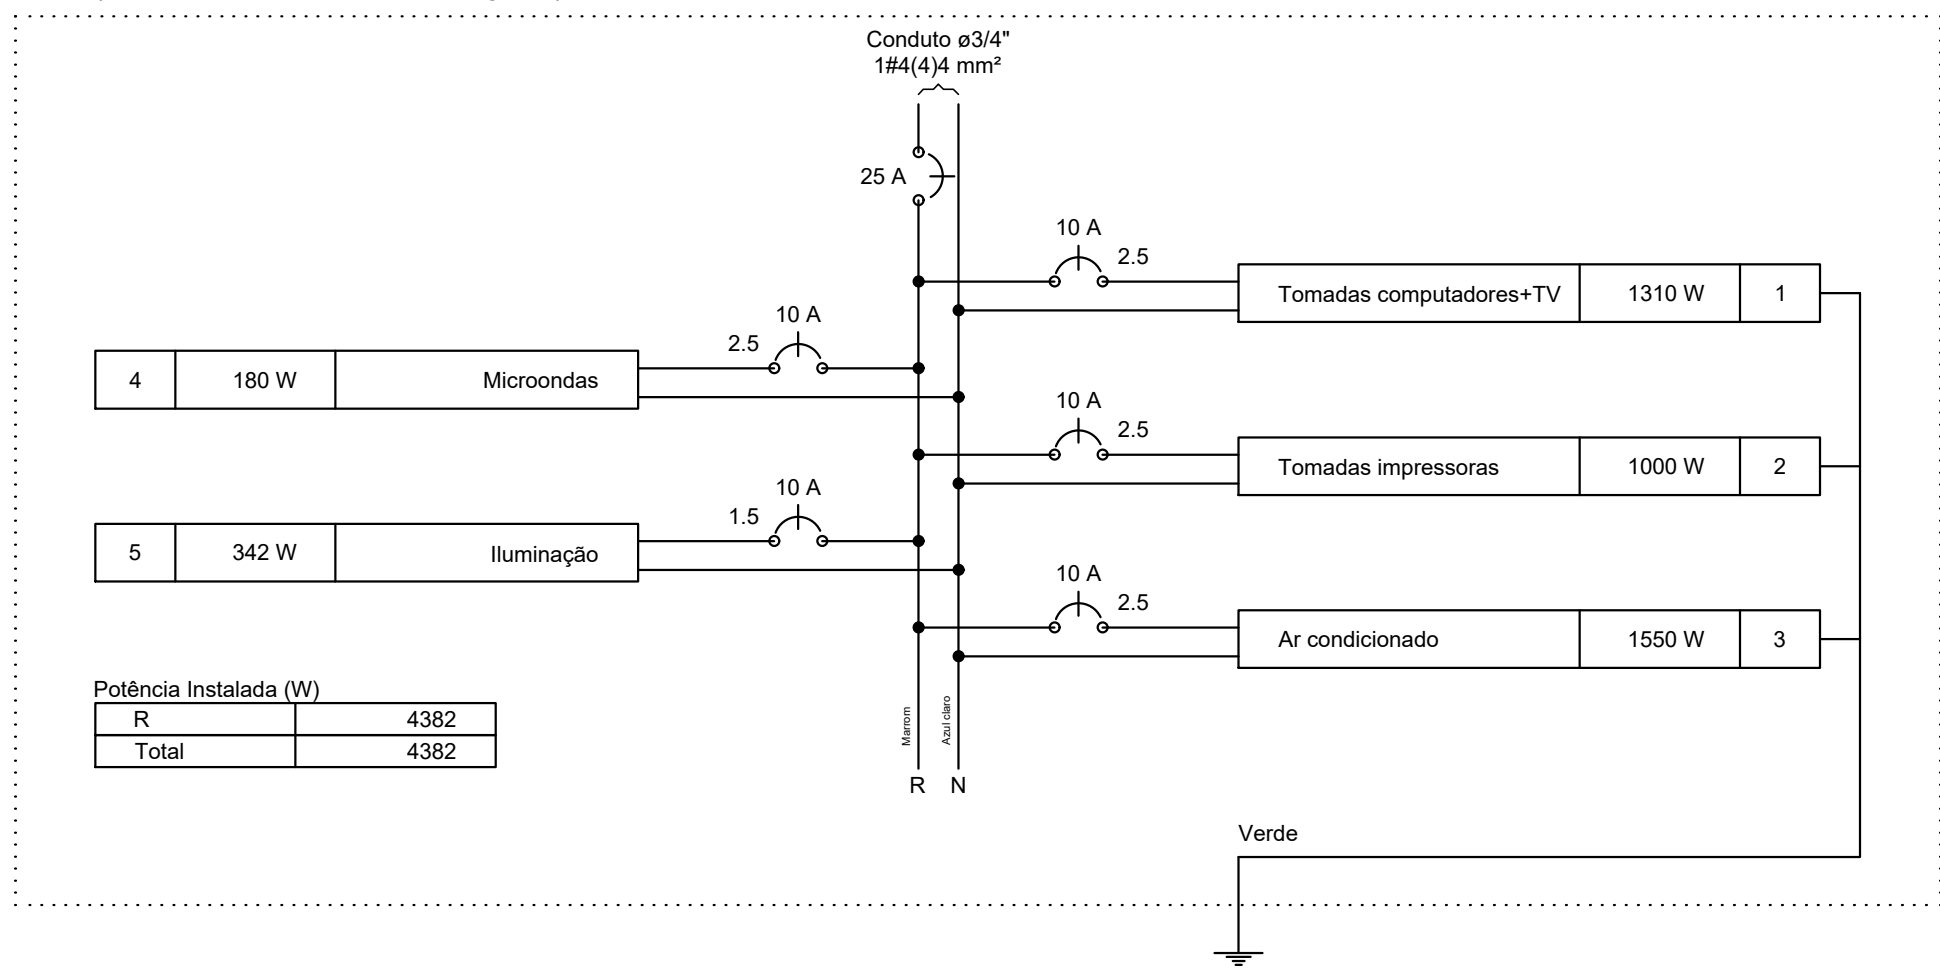 Conduto ø3/4"
1#4(4)4 mm²
25 A
10 A
2.5
Tomadas computadores+TV 1310 W 1
10 A
2.5
4 180 W Microondas
10 A
2.5
Tomadas impressoras 1000 W 2
10 A
1.5
5 342 W Iluminação
10 A
2.5
Ar condicionado 1550 W 3
Potência Instalada (W)
R 4382
Total 4382
Marrom
Azul claro
R N
Verde